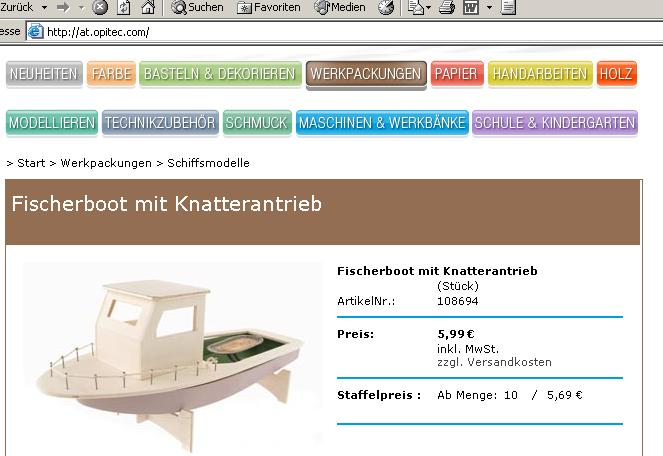 Zurück Suchen Favoriten Medien
esse http://at.opitec.com/
NEUHEITEN FARBE BASTELN & DEKORIEREN WERKPACKUNGEN PAPIER HANDARBEITEN HOLZ
MODELLIEREN TECHNIKZUBEHÖR SCHMUCK MASCHINEN & WERKBÄNKE SCHULE & KINDERGARTEN
> Start > Werkpackungen > Schiffsmodelle
Fischerboot mit Knatterantrieb
Fischerboot mit Knatterantrieb
(Stück)
ArtikelNr.: 108694
Preis: 5,99 €
inkl. MwSt.
zzgl. Versandkosten
Staffelpreis : Ab Menge: 10 / 5,69 €